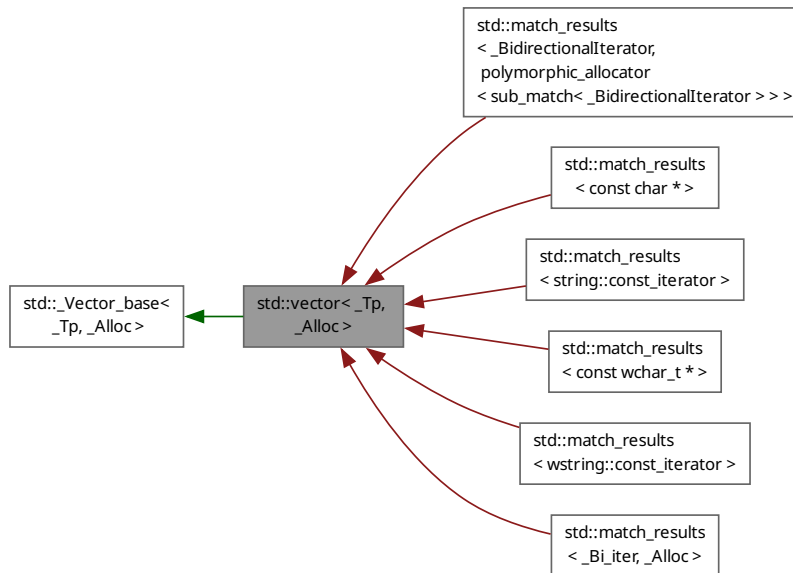 std::match_results
< _BidirectionalIterator,
polymorphic_allocator
< sub_match< _BidirectionalIterator > > >
std::match_results
< const char * >
std::match_results
< string::const_iterator >
std::_Vector_base<
_Tp, _Alloc >
std::vector< _Tp,
_Alloc >
std::match_results
< const wchar_t * >
std::match_results
< wstring::const_iterator >
std::match_results
< _Bi_iter, _Alloc >